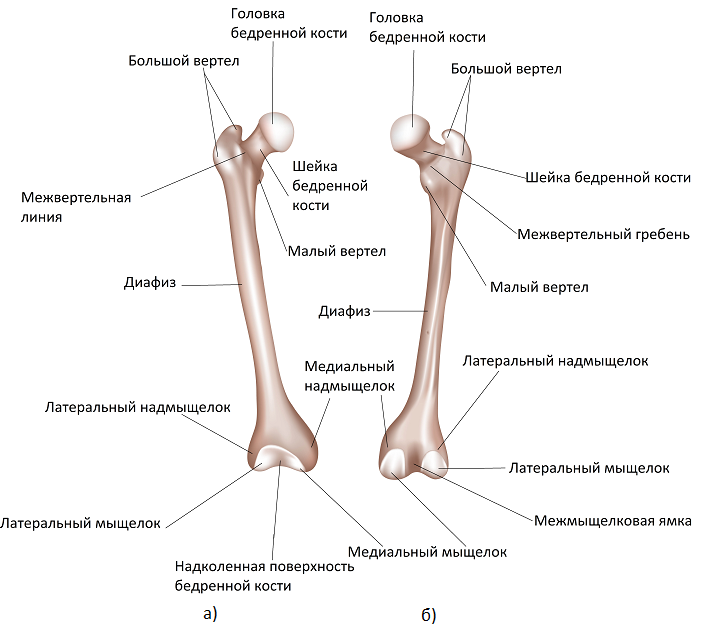 Головка
бедренной кости
Большой вертел
Межвертельная
линия
Шейка
бедренной
кости
Малый вертел
Диафиз
Медиальный
надмыщелок
Латеральный надмыщелок
Латеральный мыщелок
Надколенная поверхность
бедренной кости
а)
Головка
бедренной кости
Большой вертел
Шейка бедренной кости
Межвертельный гребень
Малый вертел
Диафиз
Латеральный надмыщелок
Латеральный мыщелок
Межмыщелковая ямка
Медиальный мыщелок
б)